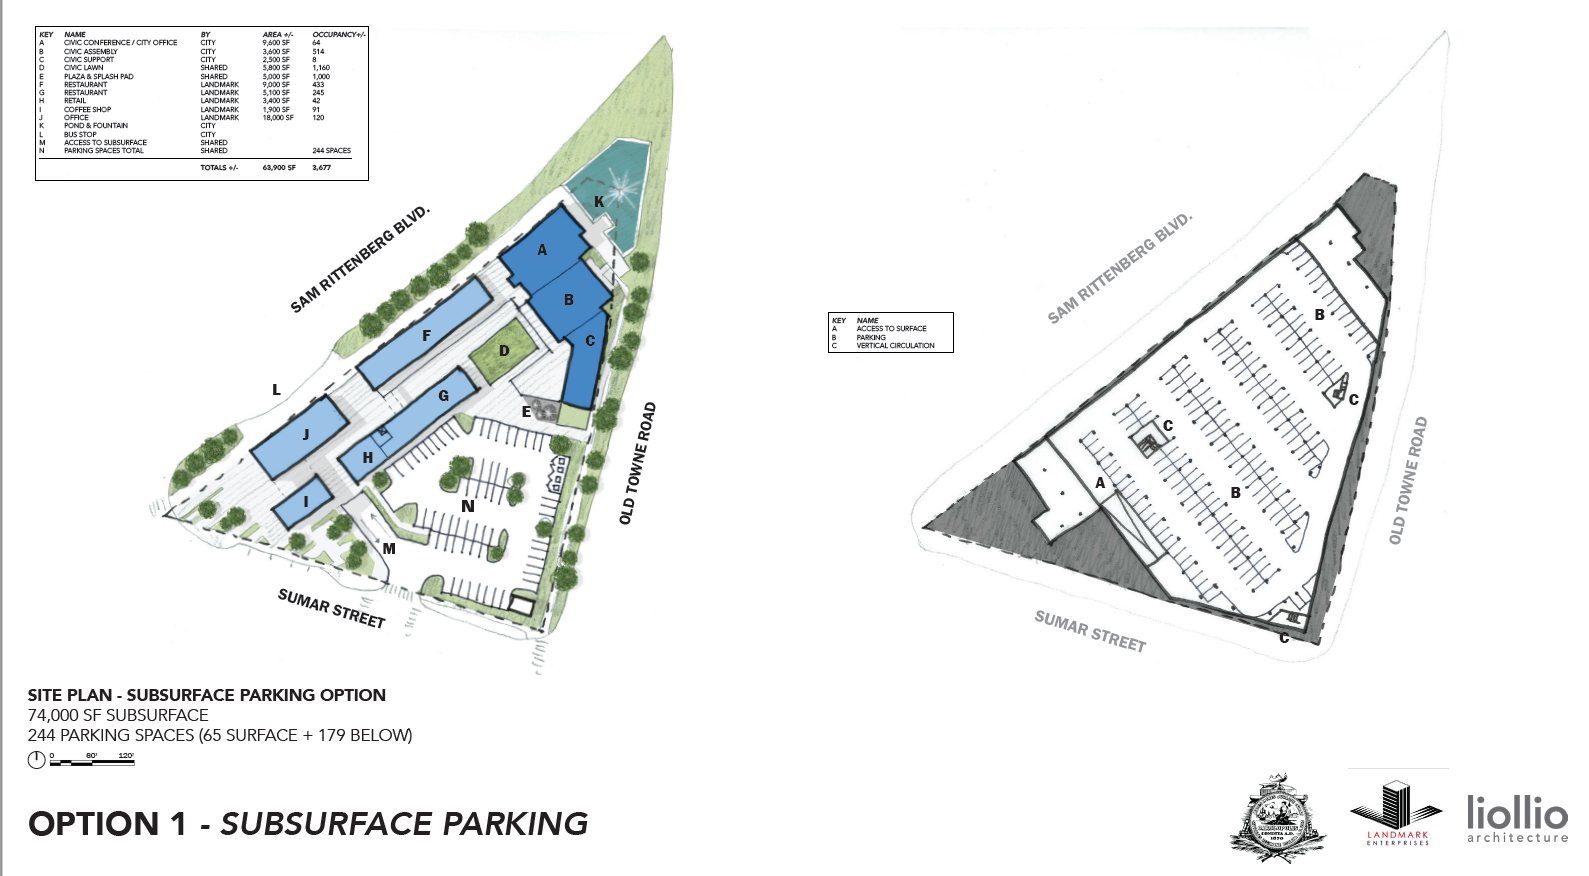 KEY NAME BY AREA +/- OCCUPANCY+/-
A CIVIC CONFERENCE / CITY OFFICE CITY 9,600 SF 64
B CIVIC ASSEMBLY CITY 3,600 SF 514
C CIVIC SUPPORT CITY 2,500 SF 8
D CIVIC LAWN SHARED 5,800 SF 1,160
E PLAZA & SPLASH PAD SHARED 5,000 SF 1,000
F RESTAURANT LANDMARK 9,000 SF 433
G RESTAURANT LANDMARK 5,100 SF 245
H RETAIL LANDMARK 3,400 SF 42
I COFFEE SHOP LANDMARK 1,900 SF 91
J OFFICE LANDMARK 18,000 SF 120
K POND & FOUNTAIN CITY
L BUS STOP CITY
M ACCESS TO SUBSURFACE SHARED
N PARKING SPACES TOTAL SHARED 244 SPACES
TOTALS +/- 63,900 SF 3,677
SAM RITTENBERG BLVD.
K
A
B
C
F
D
L
G
E
J
H
I
N
M
OLD TOWNE ROAD
SUMAR STREET
SAM RITTENBERG BLVD.
KEY NAME
A ACCESS TO SURFACE
B PARKING
C VERTICAL CIRCULATION
B
C
C
A
B
C
OLD TOWNE ROAD
SUMAR STREET
SITE PLAN - SUBSURFACE PARKING OPTION
74,000 SF SUBSURFACE
244 PARKING SPACES (65 SURFACE + 179 BELOW)
0 60' 120'
OPTION 1 - SUBSURFACE PARKING
CAROLOPOLIS
CONDITA A.D.
1670
LANDMARK
ENTERPRISES
liollio
architecture